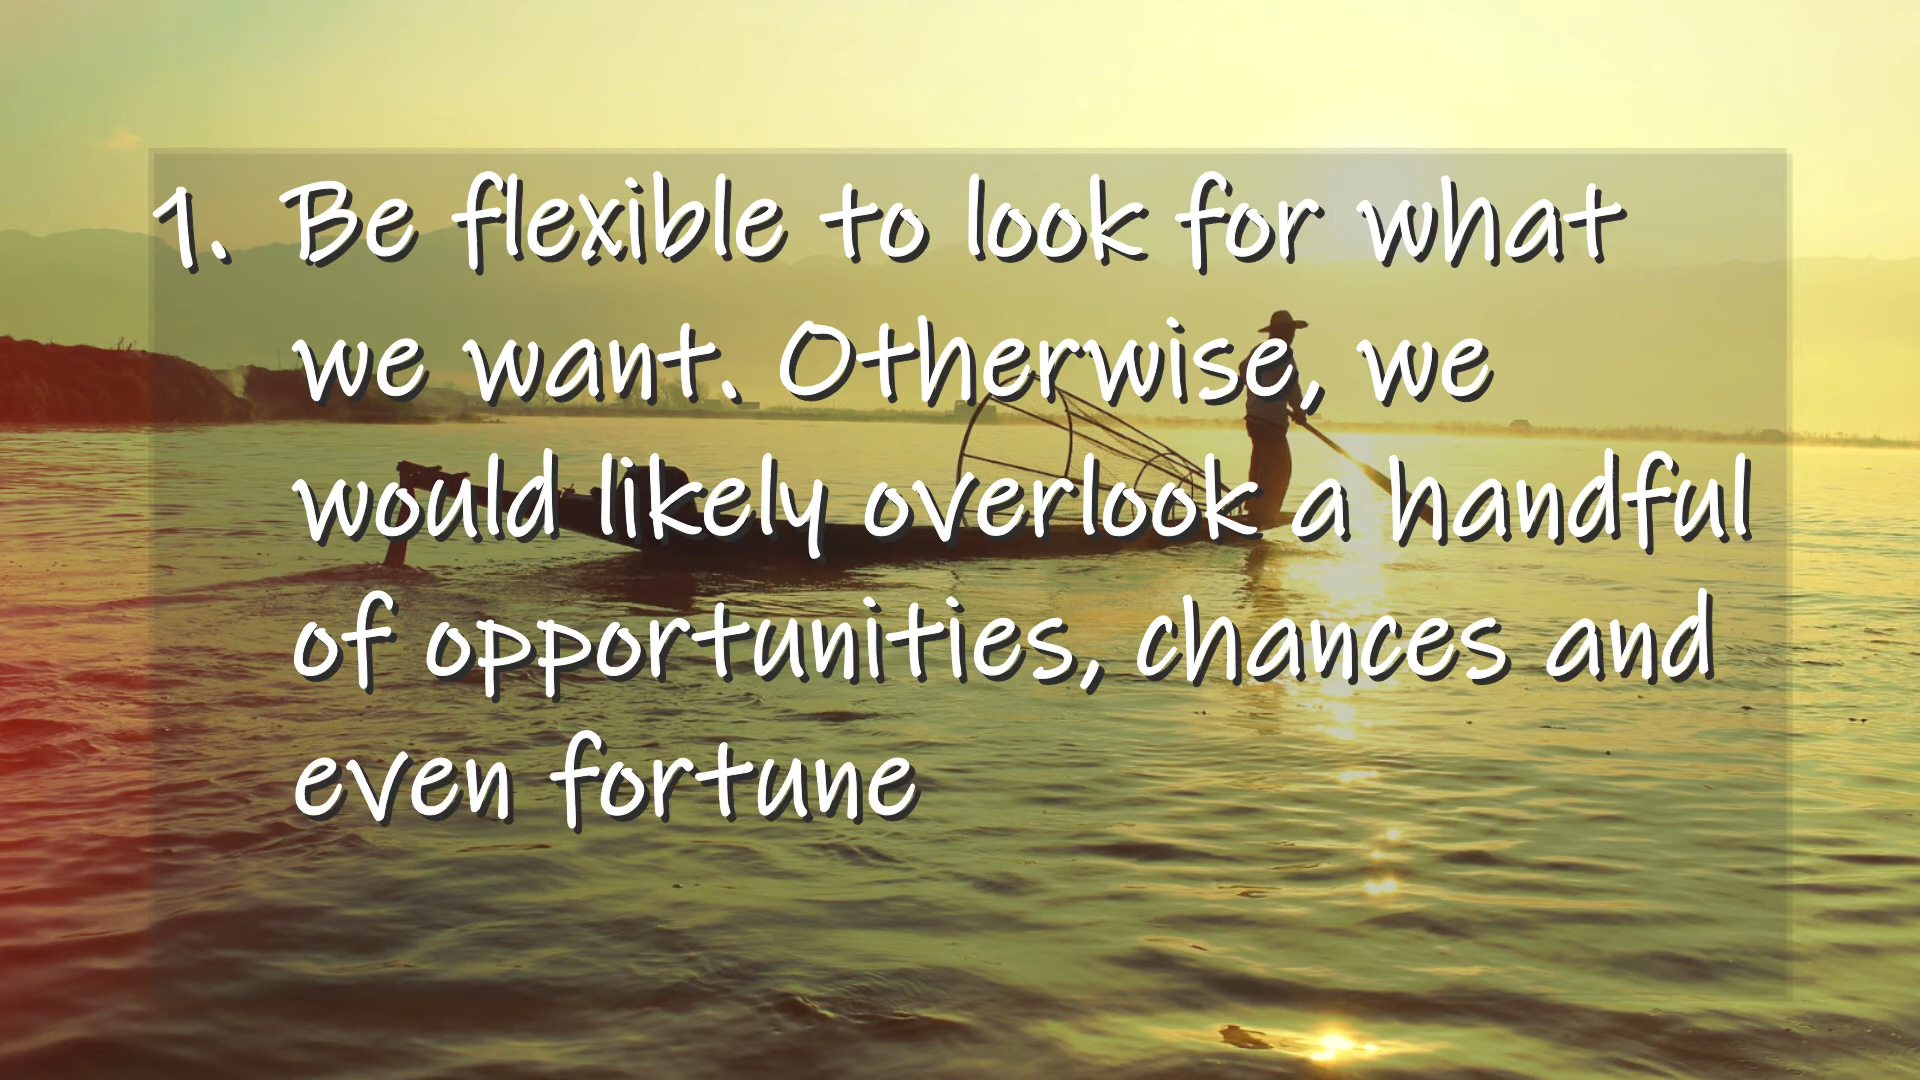 1. Be flexible to look for what
we want. Otherwise, we
would likely overlook a handful
of opportunities, chances and
even fortune